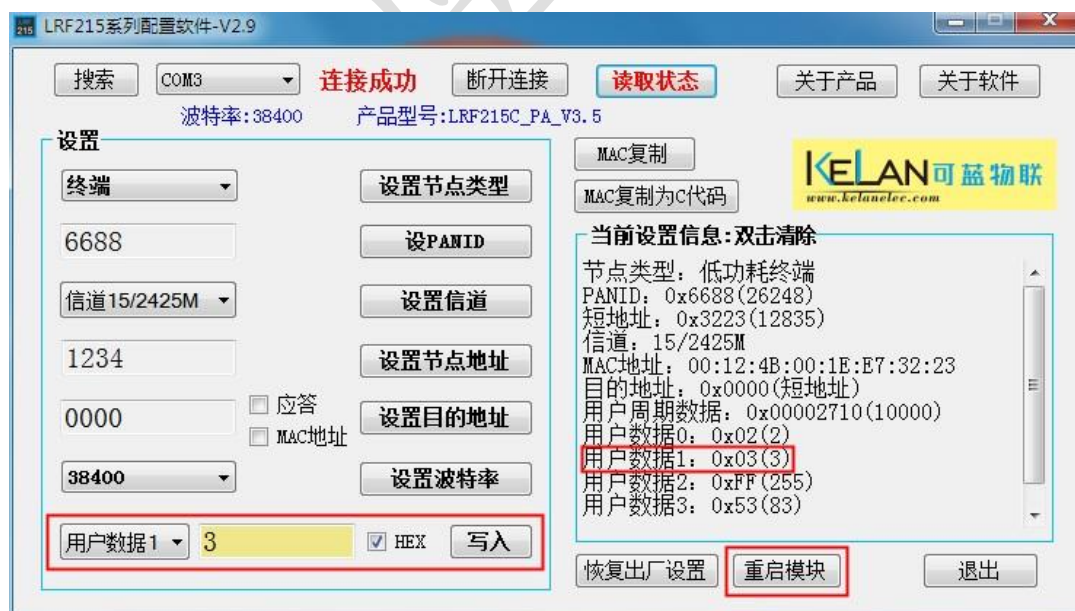 215 LRF215系列配置软件-V2.9
搜索 COM3 连接成功 断开连接 读取状态 关于产品 关于软件
波特率:38400 产品型号:LRF215C_PA_V3.5
设置
终端 设置节点类型
6688 设PANID
信道15/2425M 设置信道
1234 设置节点地址
0000 应答 MAC地址 设置目的地址
38400 设置波特率
用户数据1 3 HEX 写入
MAC复制
MAC复制为C代码
KELAN可蓝物联
www.kelanelec.com
当前设置信息:双击清除
节点类型：低功耗终端
PANID：0x6688(26248)
短地址：0x3223(12835)
信道：15/2425M
MAC地址：00:12:4B:00:1E:E7:32:23
目的地址：0x0000(短地址)
用户周期数据：0x00002710(10000)
用户数据0：0x02(2)
用户数据1：0x03(3)
用户数据2：0xFF(255)
用户数据3：0x53(83)
恢复出厂设置 重启模块 退出